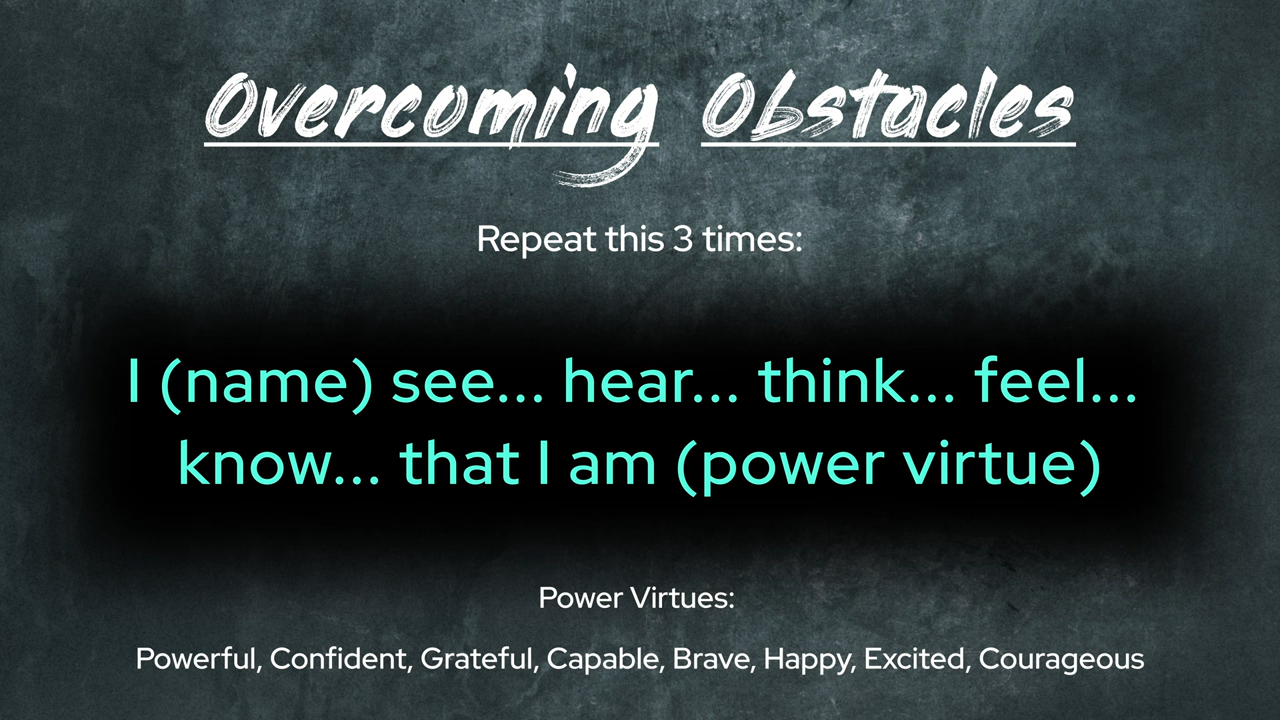 Overcoming Obstacles
Repeat this 3 times:
I (name) see... hear... think... feel...
know... that I am (power virtue)
Power Virtues:
Powerful, Confident, Grateful, Capable, Brave, Happy, Excited, Courageous